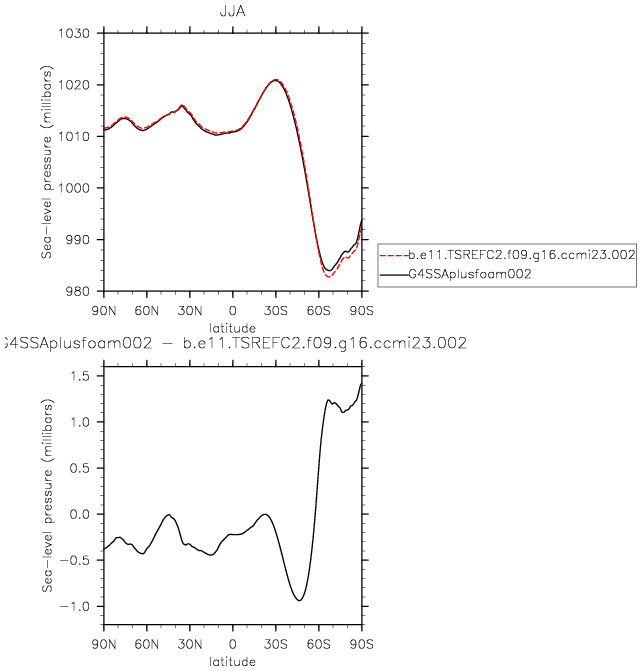 JJA
Sea-level pressure (millibars)
1030
1020
1010
1000
990
980
90N 60N 30N 0 30S 60S 90S
latitude
b.e11.TSREFC2.f09.g16.ccmi23.002
G4SSAplusfoam002
G4SSAplusfoam002 - b.e11.TSREFC2.f09.g16.ccmi23.002
Sea-level pressure (millibars)
1.5
1.0
0.5
0.0
-0.5
-1.0
90N 60N 30N 0 30S 60S 90S
latitude